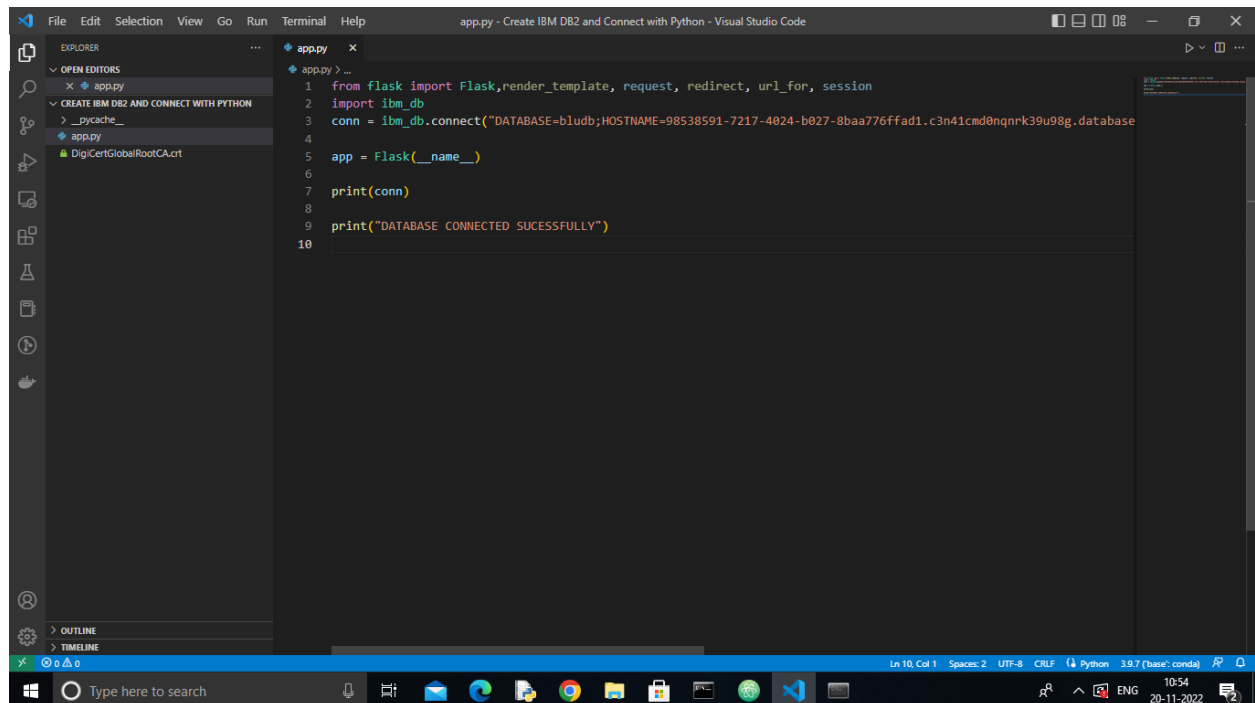 File Edit Selection View Go Run Terminal Help app.py - Create IBM DB2 and Connect with Python - Visual Studio Code
EXPLORER ...
OPEN EDITORS
app.py
CREATE IBM DB2 AND CONNECT WITH PYTHON
__pycache__
app.py
DigiCertGlobalRootCA.crt
OUTLINE
TIMELINE
app.py
app.py > ...
1 from flask import Flask,render_template, request, redirect, url_for, session
2 import ibm_db
3 conn = ibm_db.connect("DATABASE=bludb;HOSTNAME=98538591-7217-4024-b027-8baa776ffad1.c3n41cmd0nqnrk39u98g.database
4
5 app = Flask(__name__)
6
7 print(conn)
8
9 print("DATABASE CONNECTED SUCESSFULLY")
10
0 0 Ln 10, Col 1 Spaces: 2 UTF-8 CRLF Python 3.9.7 ('base': conda)
Type here to search
ENG
10:54
20-11-2022
2